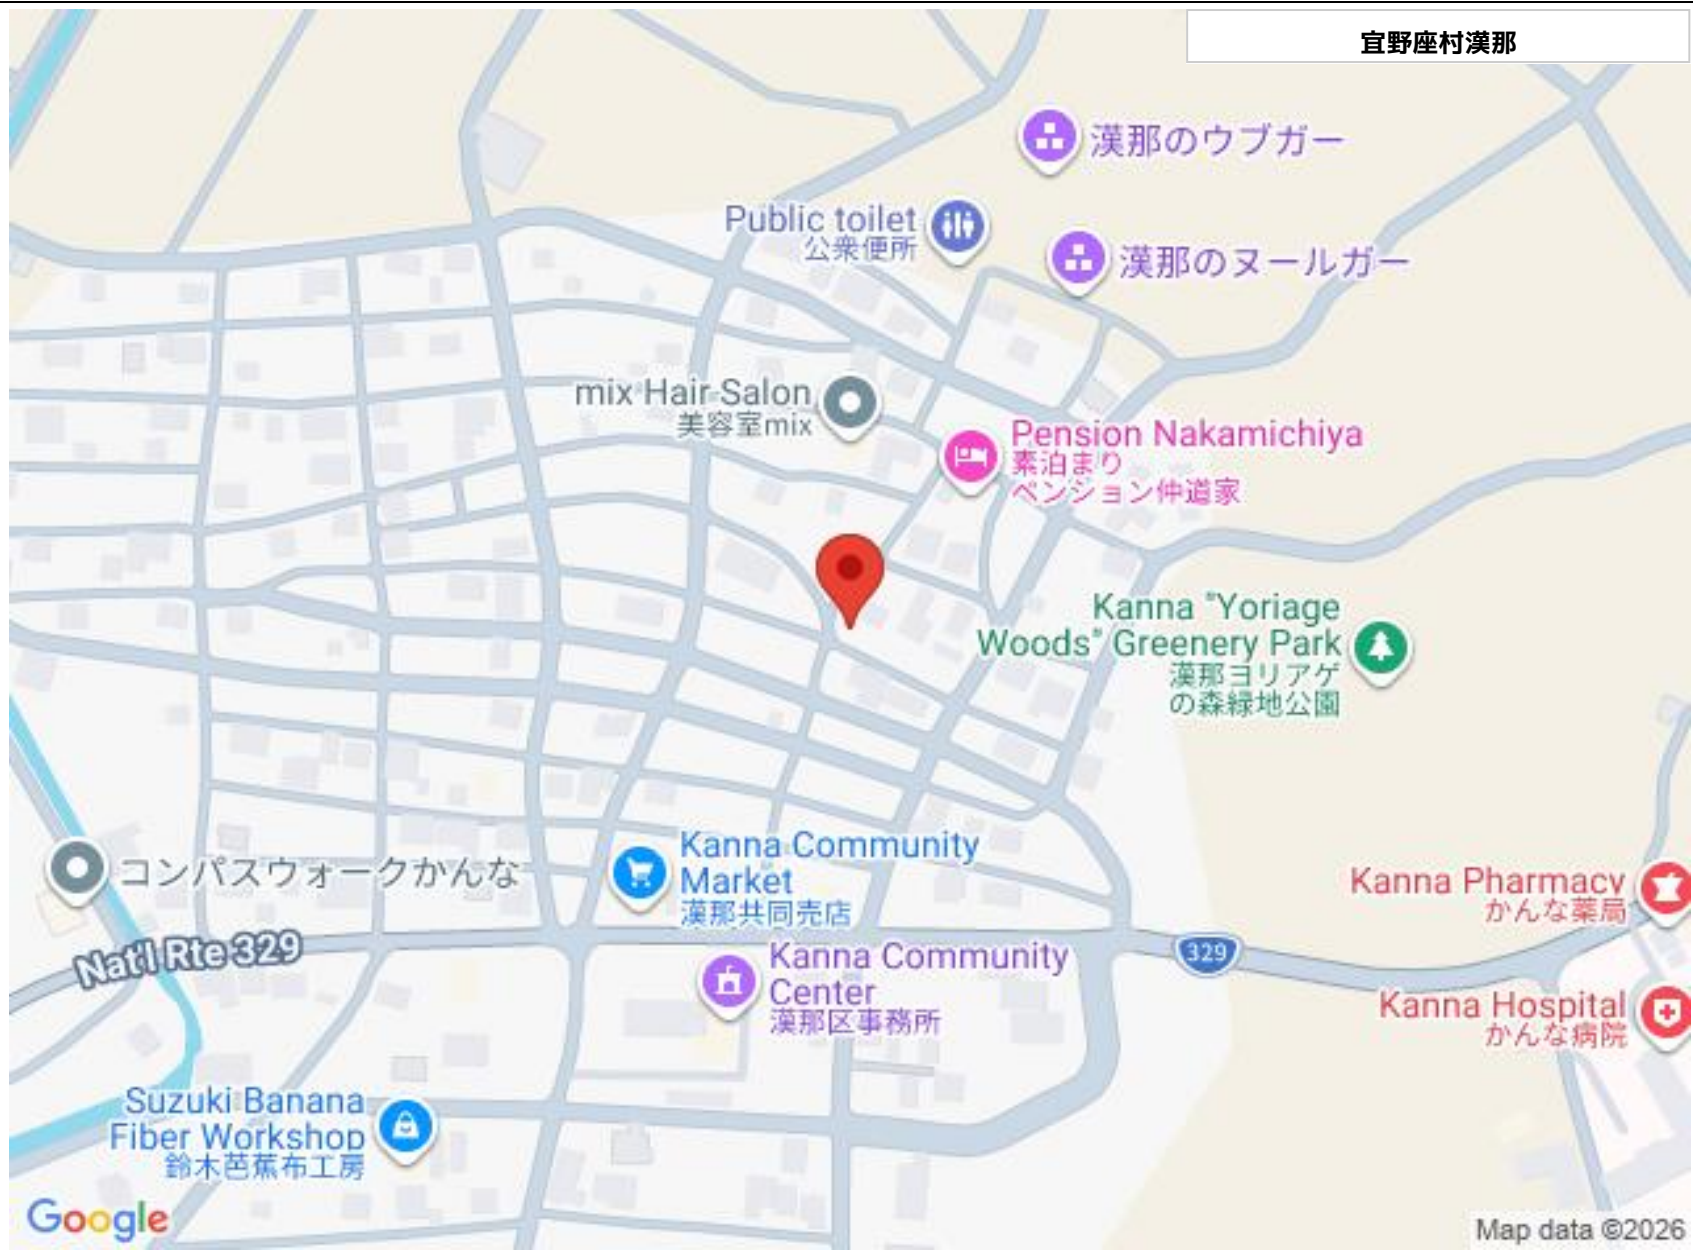 宜野座村漢那
漢那のウブガー
Public toilet
公衆便所
漢那のヌールガー
mix Hair Salon
美容室mix
Pension Nakamichiya
素泊まり
ペンション仲道家
Kanna "Yoriage
Woods" Greenery Park
漢那ヨリアゲ
の森緑地公園
Kanna Community
Market
漢那共同売店
コンパスウォークかんな
Kanna Pharmacy
かんな薬局
Nat'l Rte 329
329
Kanna Community
Center
漢那区事務所
Kanna Hospital
かんな病院
Suzuki Banana
Fiber Workshop
鈴木芭蕉布工房
Google
Map data ©2026